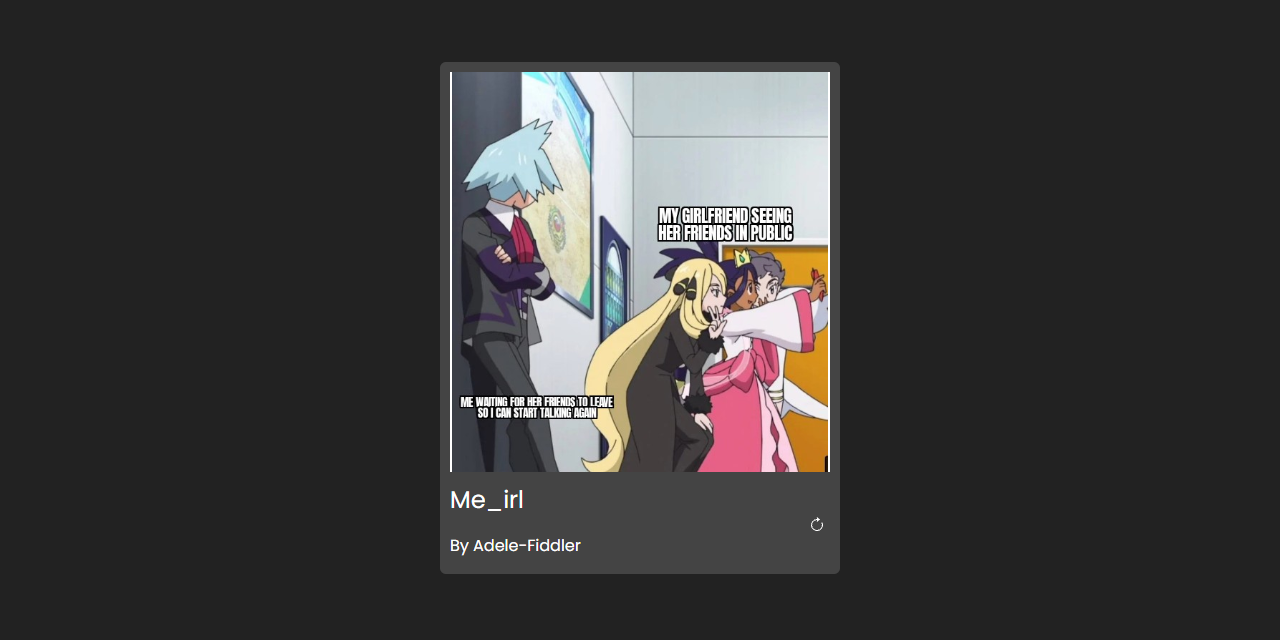 MY GIRLFRIEND SEEING
HER FRIENDS IN PUBLIC
ME WAITING FOR HER FRIENDS TO LEAVE
SO I CAN START TALKING AGAIN
Me_irl
By Adele-Fiddler